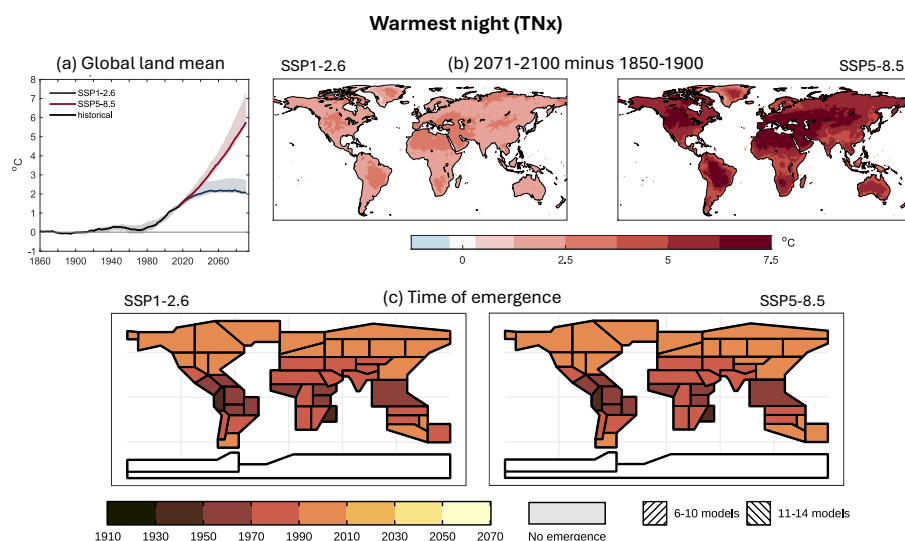 Warmest night (TNx)
(a) Global land mean
(b) 2071-2100 minus 1850-1900
SSP1-2.6
SSP5-8.5
8
7
6
5
4
3
2
1
0
-1
°C
SSP1-2.6
SSP5-8.5
historical
1860 1900 1940 1980 2020 2060
0 2.5 5 7.5
°C
(c) Time of emergence
SSP1-2.6
SSP5-8.5
1910 1930 1950 1970 1990 2010 2030 2050 2070
No emergence
6-10 models
11-14 models